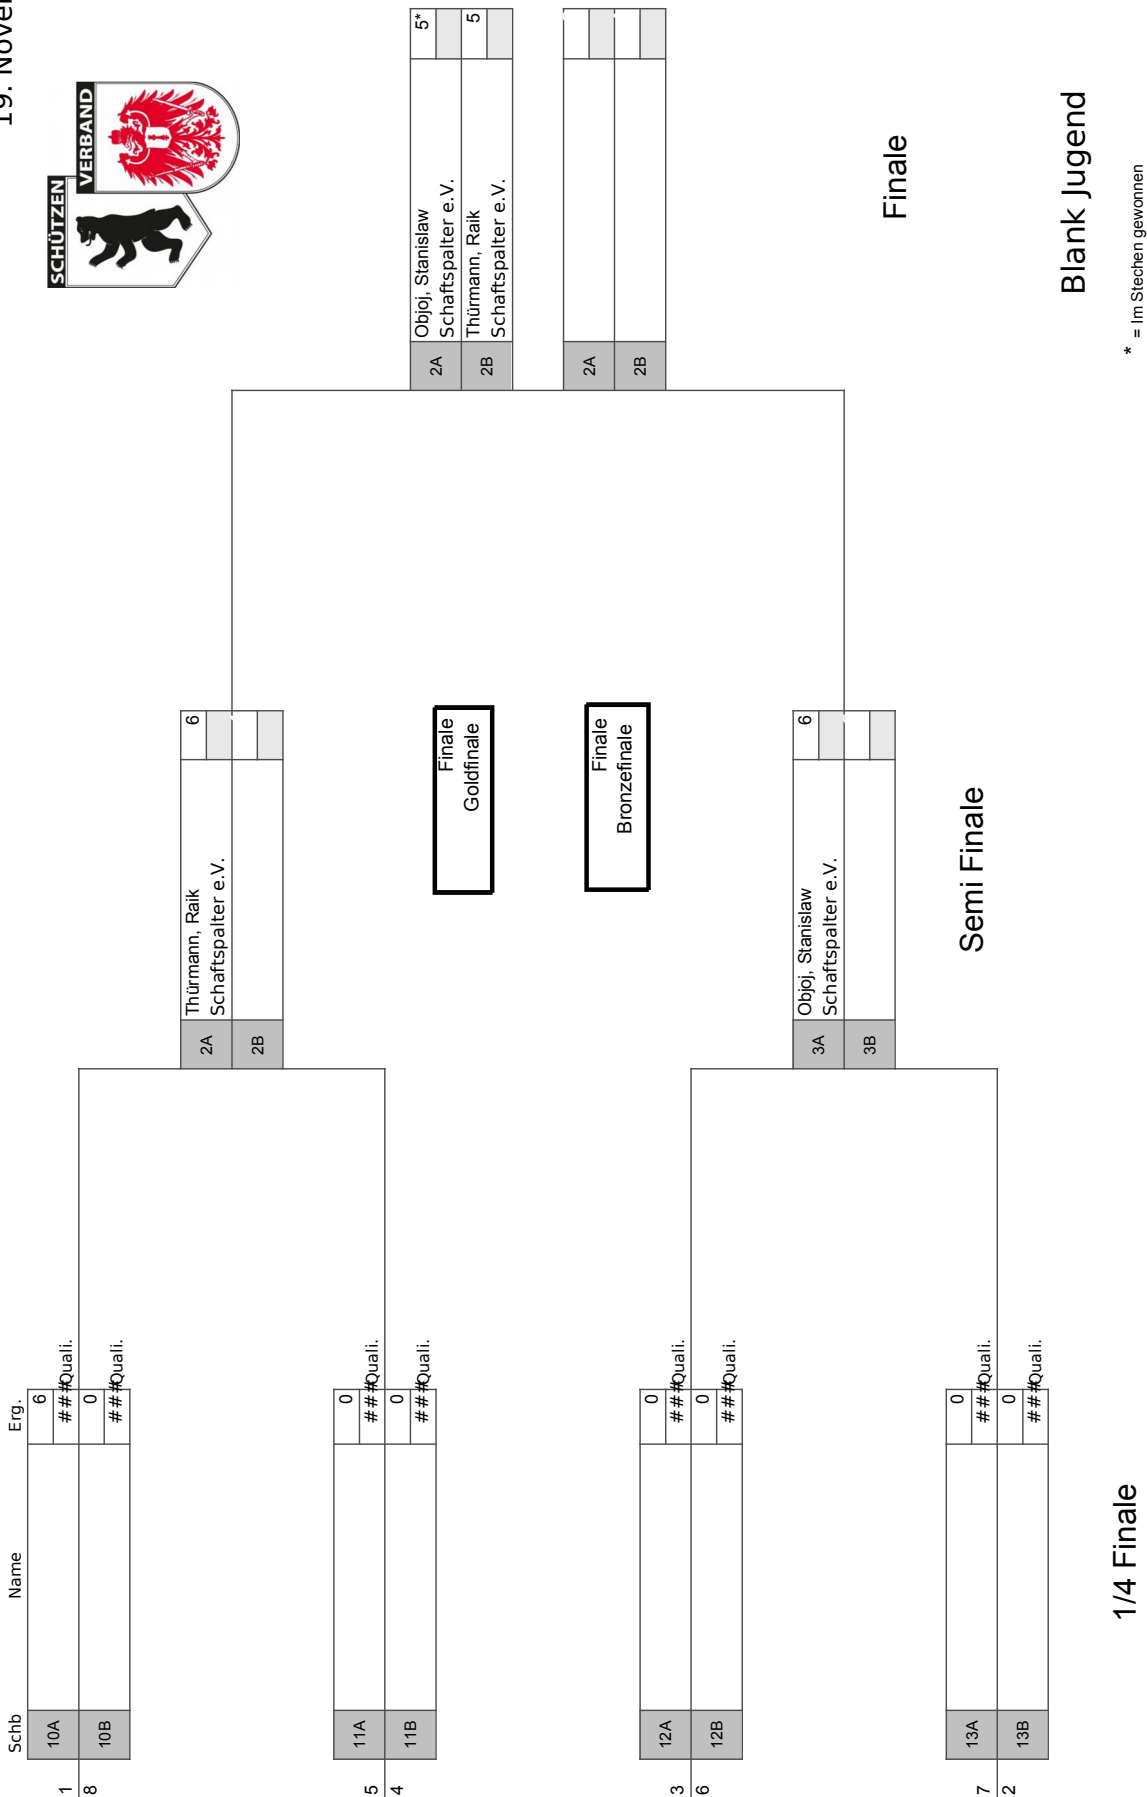 19. Nove
SCHÜTZEN
VERBAND
Schb Name Erg.
1 10A 6
### Quali.
8 10B 0
### Quali.
5 11A 0
### Quali.
4 11B 0
### Quali.
3 12A 0
### Quali.
6 12B 0
### Quali.
7 13A 0
### Quali.
2 13B 0
### Quali.
1/4 Finale
2A Thürmann, Raik 6
Schaftspalter e.V.
2B
Finale
Goldfinale
Finale
Bronzefinale
3A Objoj, Stanislaw 6
Schaftspalter e.V.
3B
Semi Finale
2A Objoj, Stanislaw 5*
Schaftspalter e.V.
2B Thürmann, Raik 5
Schaftspalter e.V.
2A
2B
Finale
Blank Jugend
* = Im Stechen gewonnen